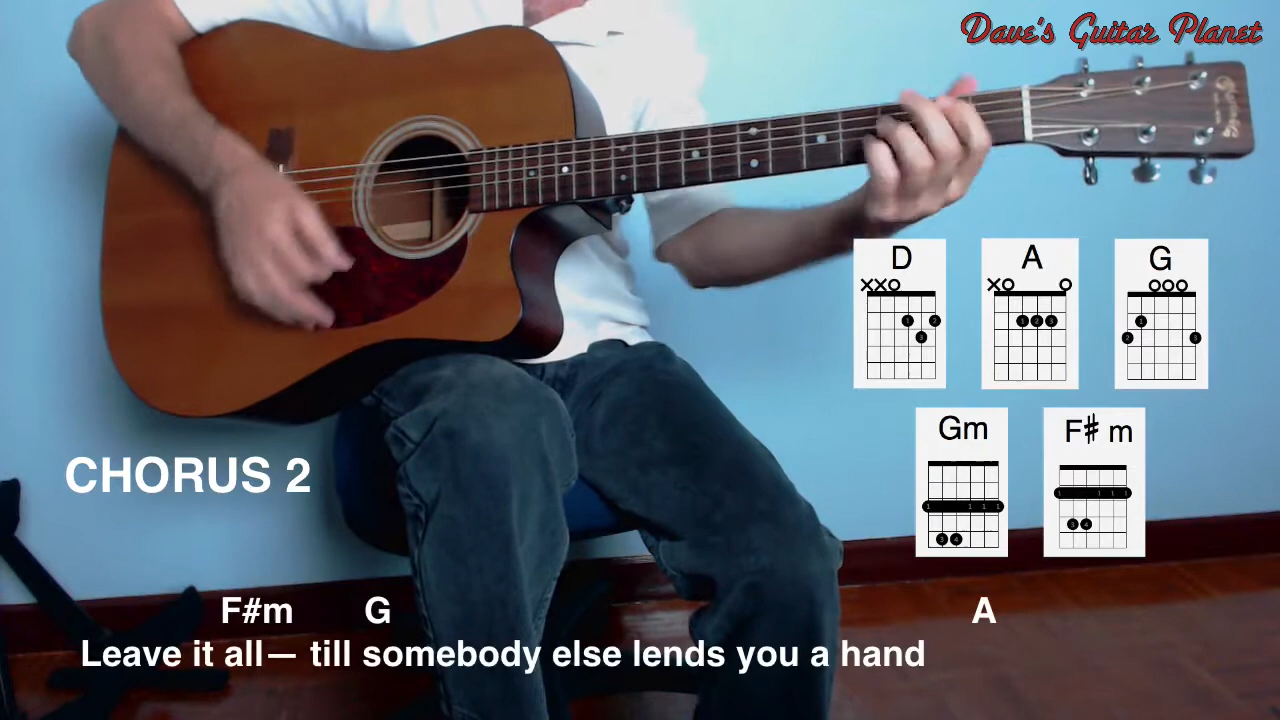 Dave's Guitar Planet
D A G
Gm F# m
CHORUS 2
F#m G A
Leave it all— till somebody else lends you a hand